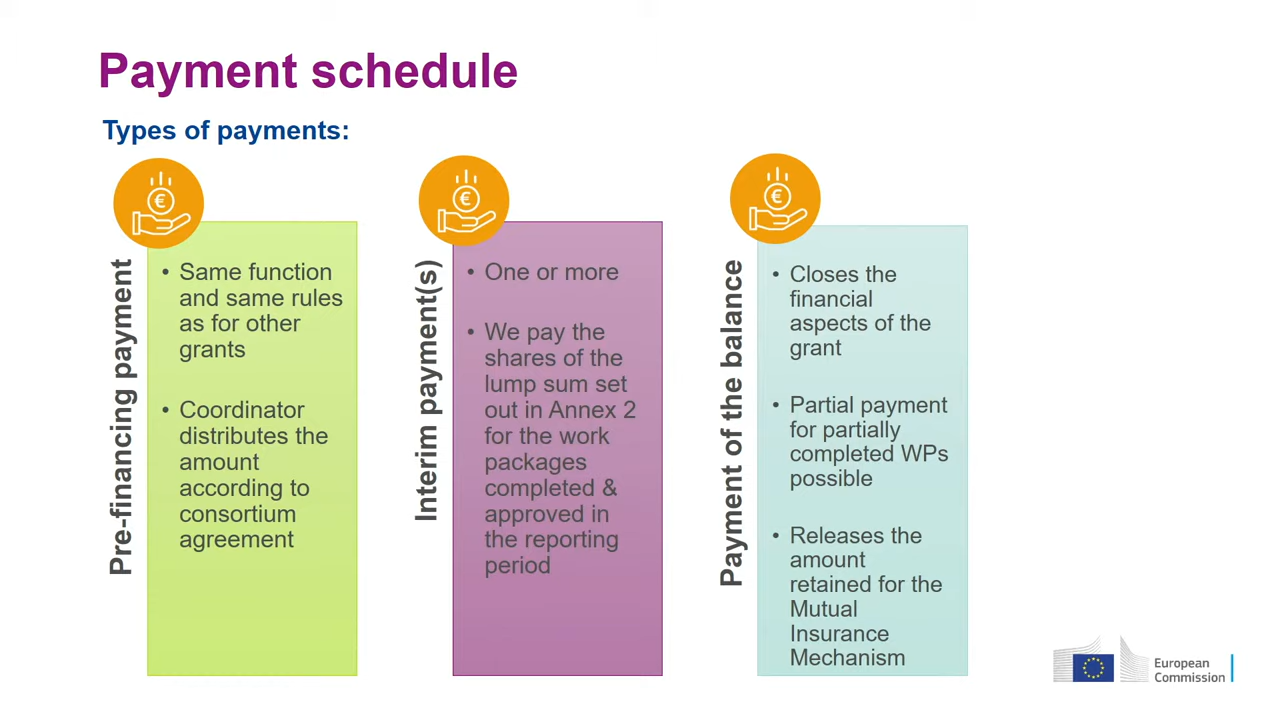 Payment schedule
Types of payments:
Pre-financing payment
• Same function
and same rules
as for other
grants
• Coordinator
distributes the
amount
according to
consortium
agreement
Interim payment(s)
• One or more
• We pay the
shares of the
lump sum set
out in Annex 2
for the work
packages
completed &
approved in
the reporting
period
Payment of the balance
• Closes the
financial
aspects of the
grant
• Partial payment
for partially
completed WPs
possible
• Releases the
amount
retained for the
Mutual
Insurance
Mechanism
European
Commission